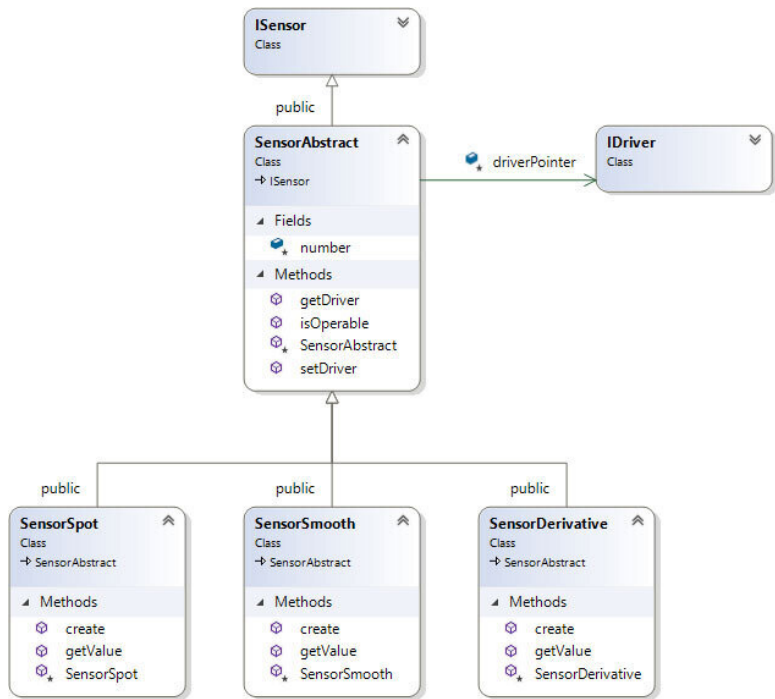 ISensor
Class
public
SensorAbstract
Class
ISensor
Fields
number
Methods
getDriver
isOperable
SensorAbstract
setDriver
driverPointer
IDriver
Class
public
public
public
SensorSpot
Class
SensorAbstract
Methods
create
getValue
SensorSpot
SensorSmooth
Class
SensorAbstract
Methods
create
getValue
SensorSmooth
SensorDerivative
Class
SensorAbstract
Methods
create
getValue
SensorDerivative